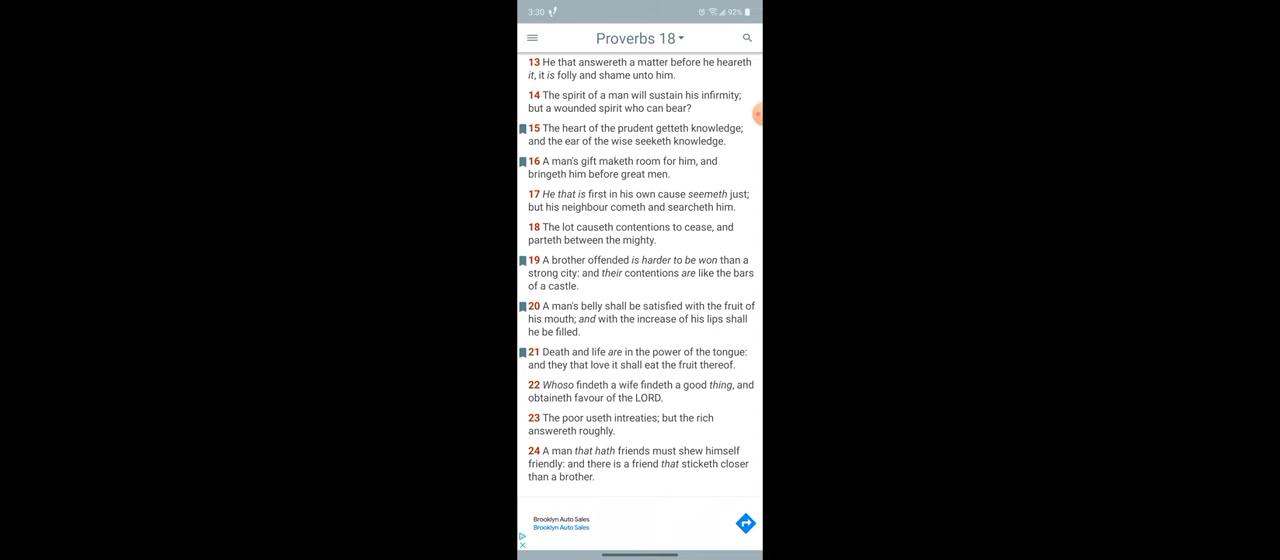 3:30
92%
Proverbs 18
13 He that answereth a matter before he heareth
it, it is folly and shame unto him.
14 The spirit of a man will sustain his infirmity;
but a wounded spirit who can bear?
15 The heart of the prudent getteth knowledge;
and the ear of the wise seeketh knowledge.
16 A man's gift maketh room for him, and
bringeth him before great men.
17 He that is first in his own cause seemeth just;
but his neighbour cometh and searcheth him.
18 The lot causeth contentions to cease, and
parteth between the mighty.
19 A brother offended is harder to be won than a
strong city: and their contentions are like the bars
of a castle.
20 A man's belly shall be satisfied with the fruit of
his mouth; and with the increase of his lips shall
he be filled.
21 Death and life are in the power of the tongue:
and they that love it shall eat the fruit thereof.
22 Whoso findeth a wife findeth a good thing, and
obtaineth favour of the LORD.
23 The poor useth intreaties; but the rich
answereth roughly.
24 A man that hath friends must shew himself
friendly: and there is a friend that sticketh closer
than a brother.
Brooklyn Auto Sales
Brooklyn Auto Sales